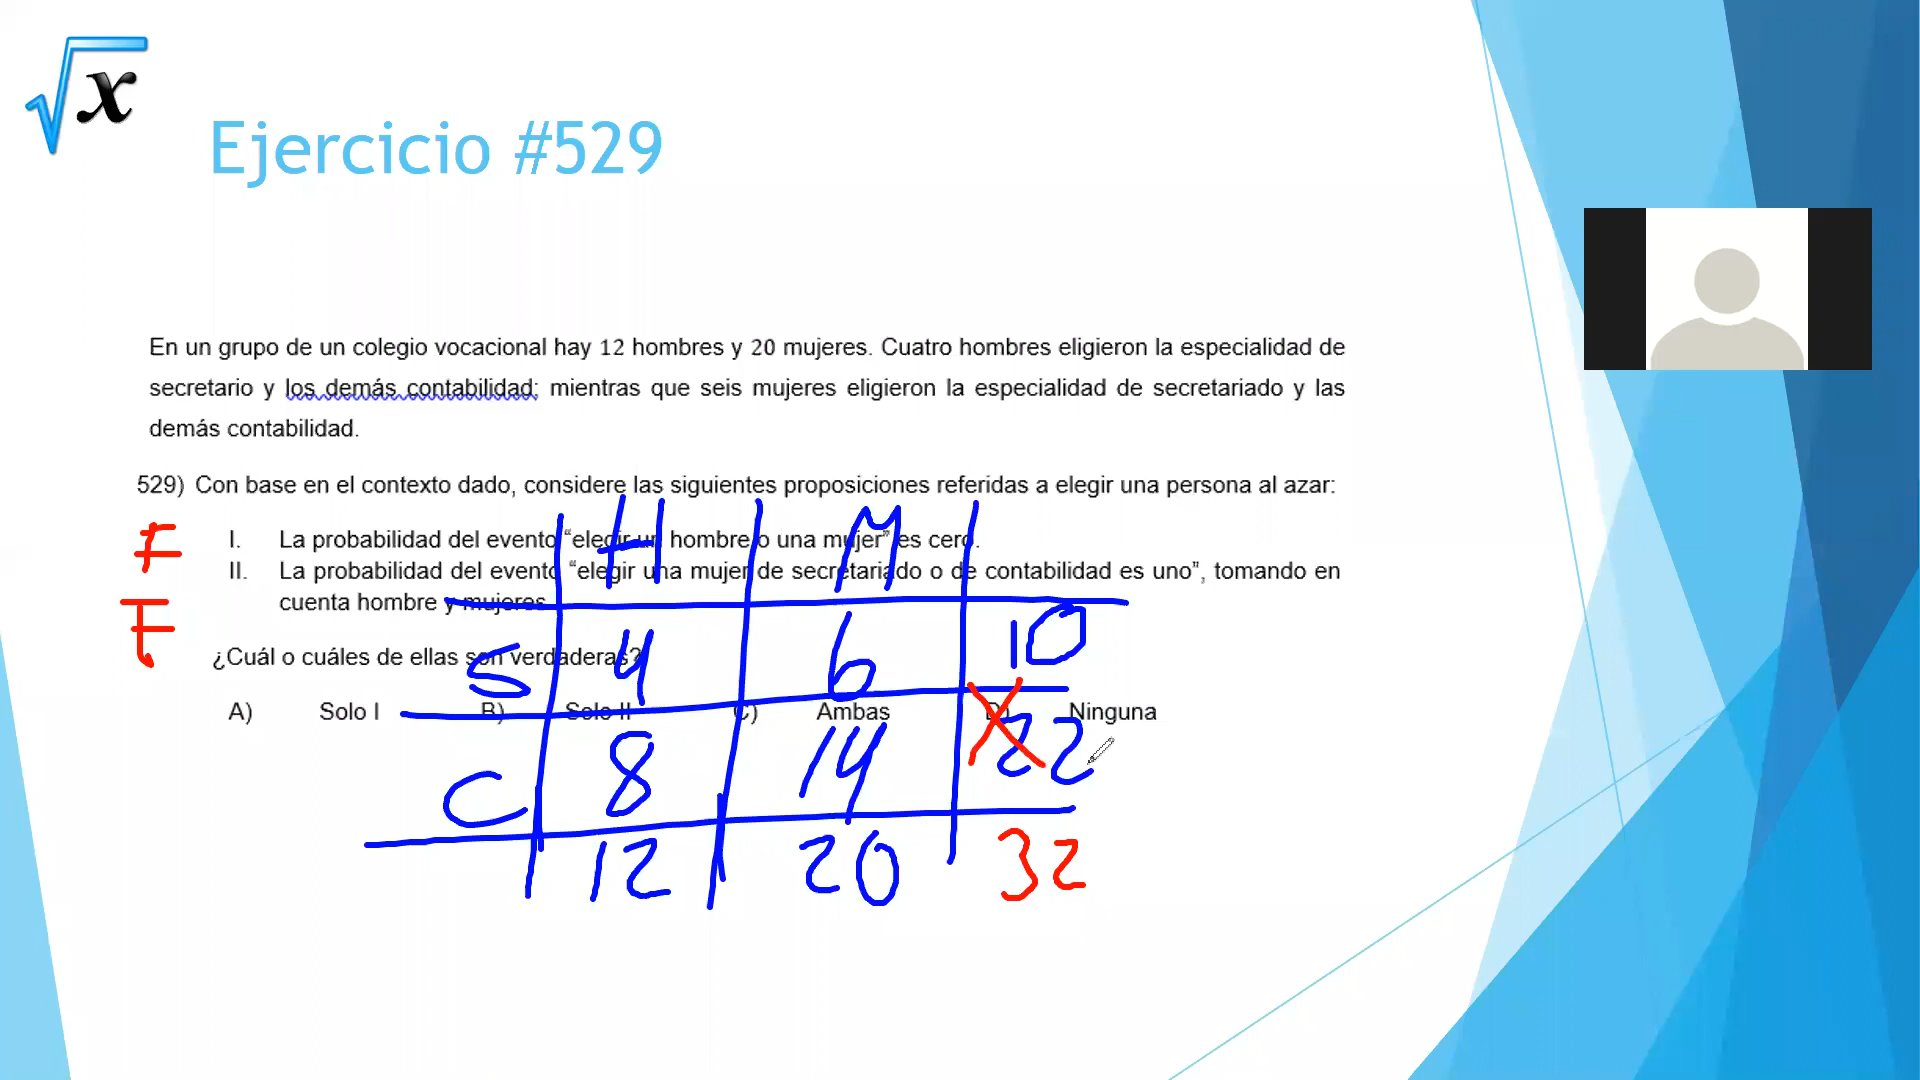 √x
Ejercicio #529
En un grupo de un colegio vocacional hay 12 hombres y 20 mujeres. Cuatro hombres eligieron la especialidad de
secretario y los demás contabilidad; mientras que seis mujeres eligieron la especialidad de secretariado y las
demás contabilidad.
529) Con base en el contexto dado, considere las siguientes proposiciones referidas a elegir una persona al azar:
F I. La probabilidad del evento “elegir un hombre o una mujer” es cero.
II. La probabilidad del evento “elegir una mujer de secretariado o de contabilidad es uno”, tomando en
F cuenta hombre y mujeres
¿Cuál o cuáles de ellas son verdaderas?
A) Solo I B) Solo II C) Ambas D) Ninguna
H M
S 4 6 10
C 8 14 22
12 20 32